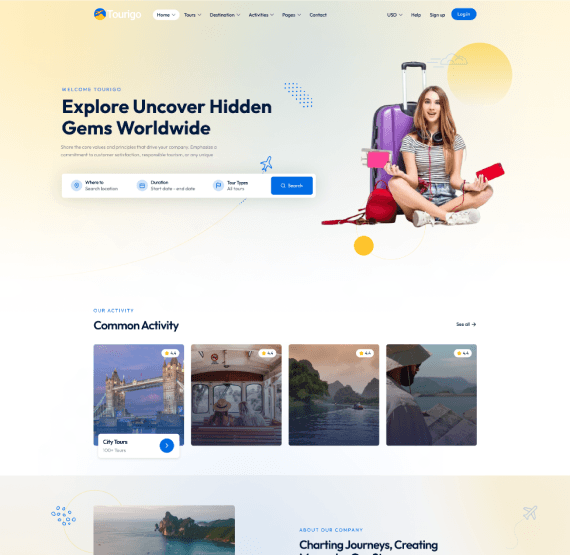 Tourigo
Home Tours Destination Activities Pages Contact USD Help Sign up Log In
WELCOME TOURIGO
Explore Uncover Hidden
Gems Worldwide
Share the core values and principles that drive your company. Emphasize a
commitment to customer satisfaction, responsible tourism, or any unique
Where to Duration Tour Types
Search location Start date - end date All tours
Search
OUR ACTIVITY
Common Activity
See all
4.4 4.4 4.4 4.4
City Tours
100+ Tours
ABOUT OUR COMPANY
Charting Journeys, Creating